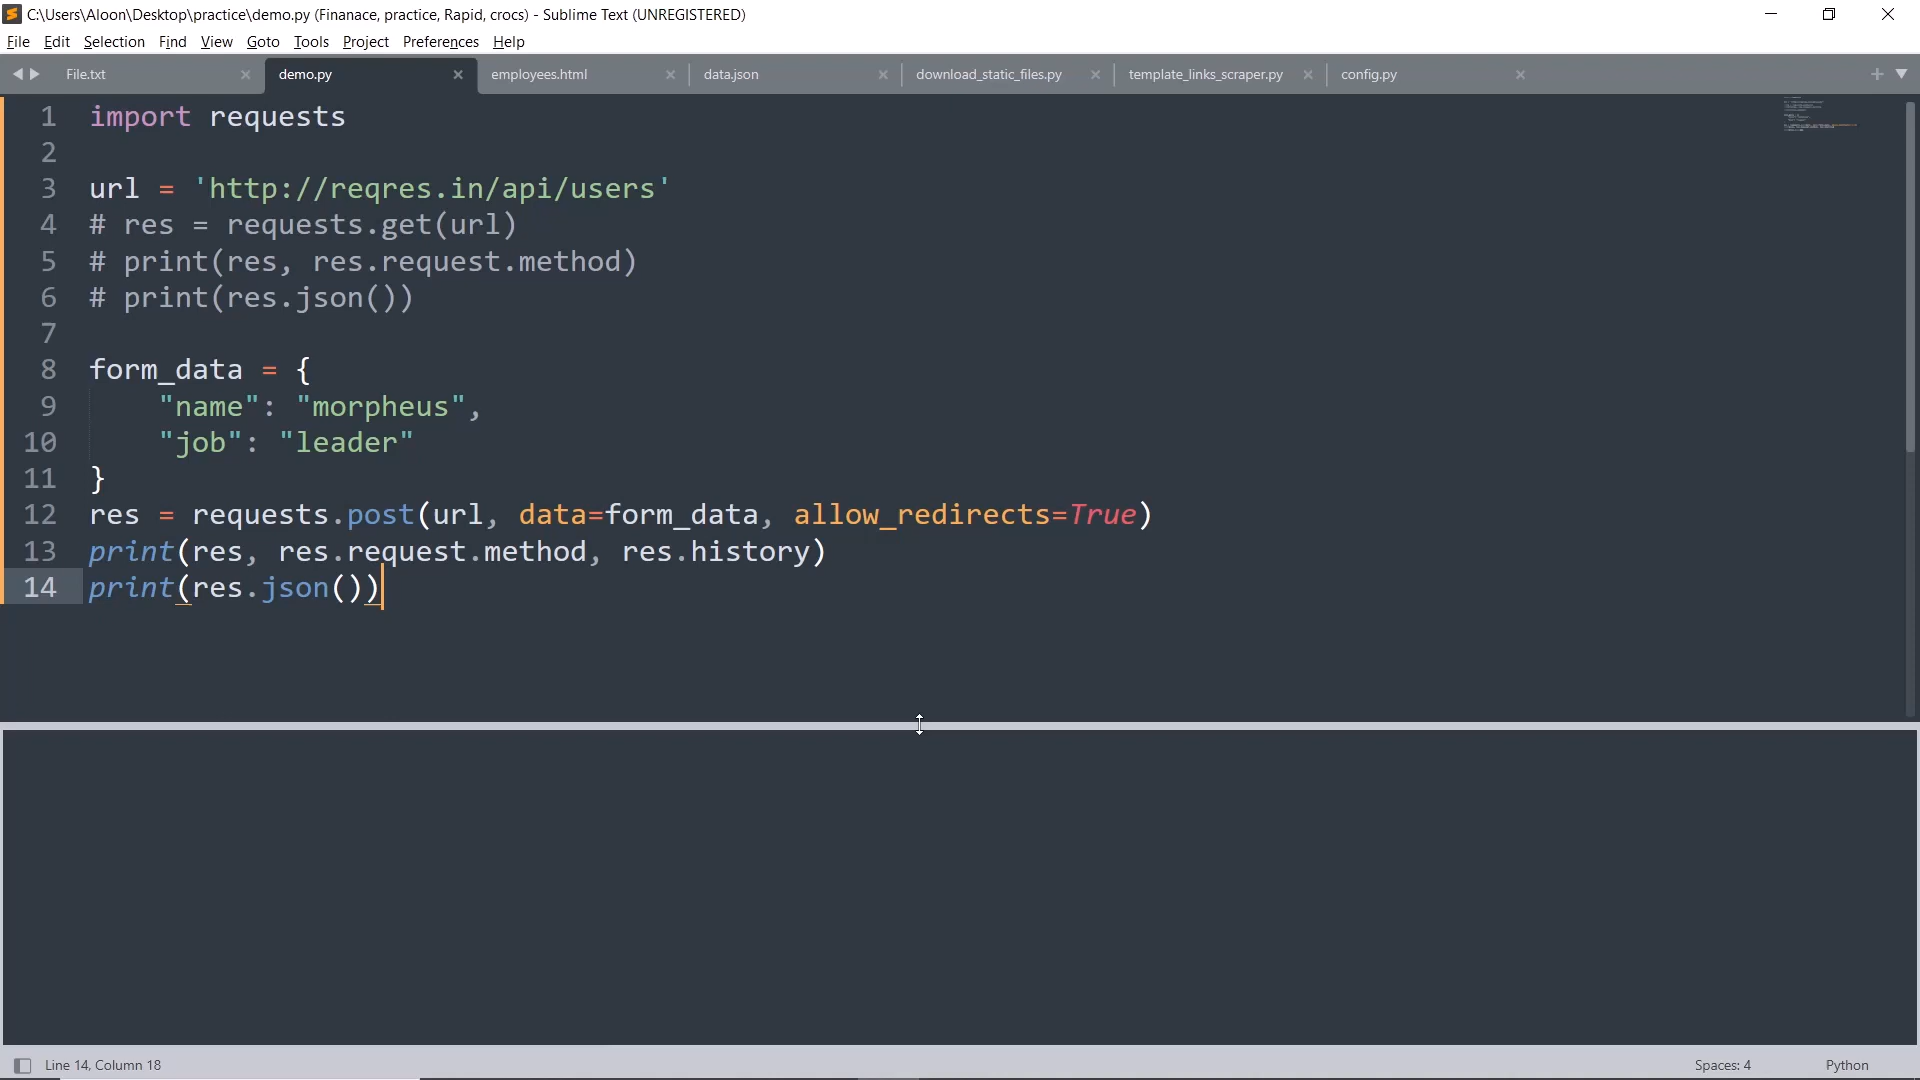 C:\Users\Aloon\Desktop\practice\demo.py (Finanace, practice, Rapid, crocs) - Sublime Text (UNREGISTERED)
File Edit Selection Find View Goto Tools Project Preferences Help
File.txt demo.py employees.html data.json download_static_files.py template_links_scraper.py config.py
1 import requests
2
3 url = 'http://reqres.in/api/users'
4 # res = requests.get(url)
5 # print(res, res.request.method)
6 # print(res.json())
7
8 form_data = {
9 "name": "morpheus",
10 "job": "leader"
11 }
12 res = requests.post(url, data=form_data, allow_redirects=True)
13 print(res, res.request.method, res.history)
14 print(res.json())
Line 14, Column 18 Spaces: 4 Python